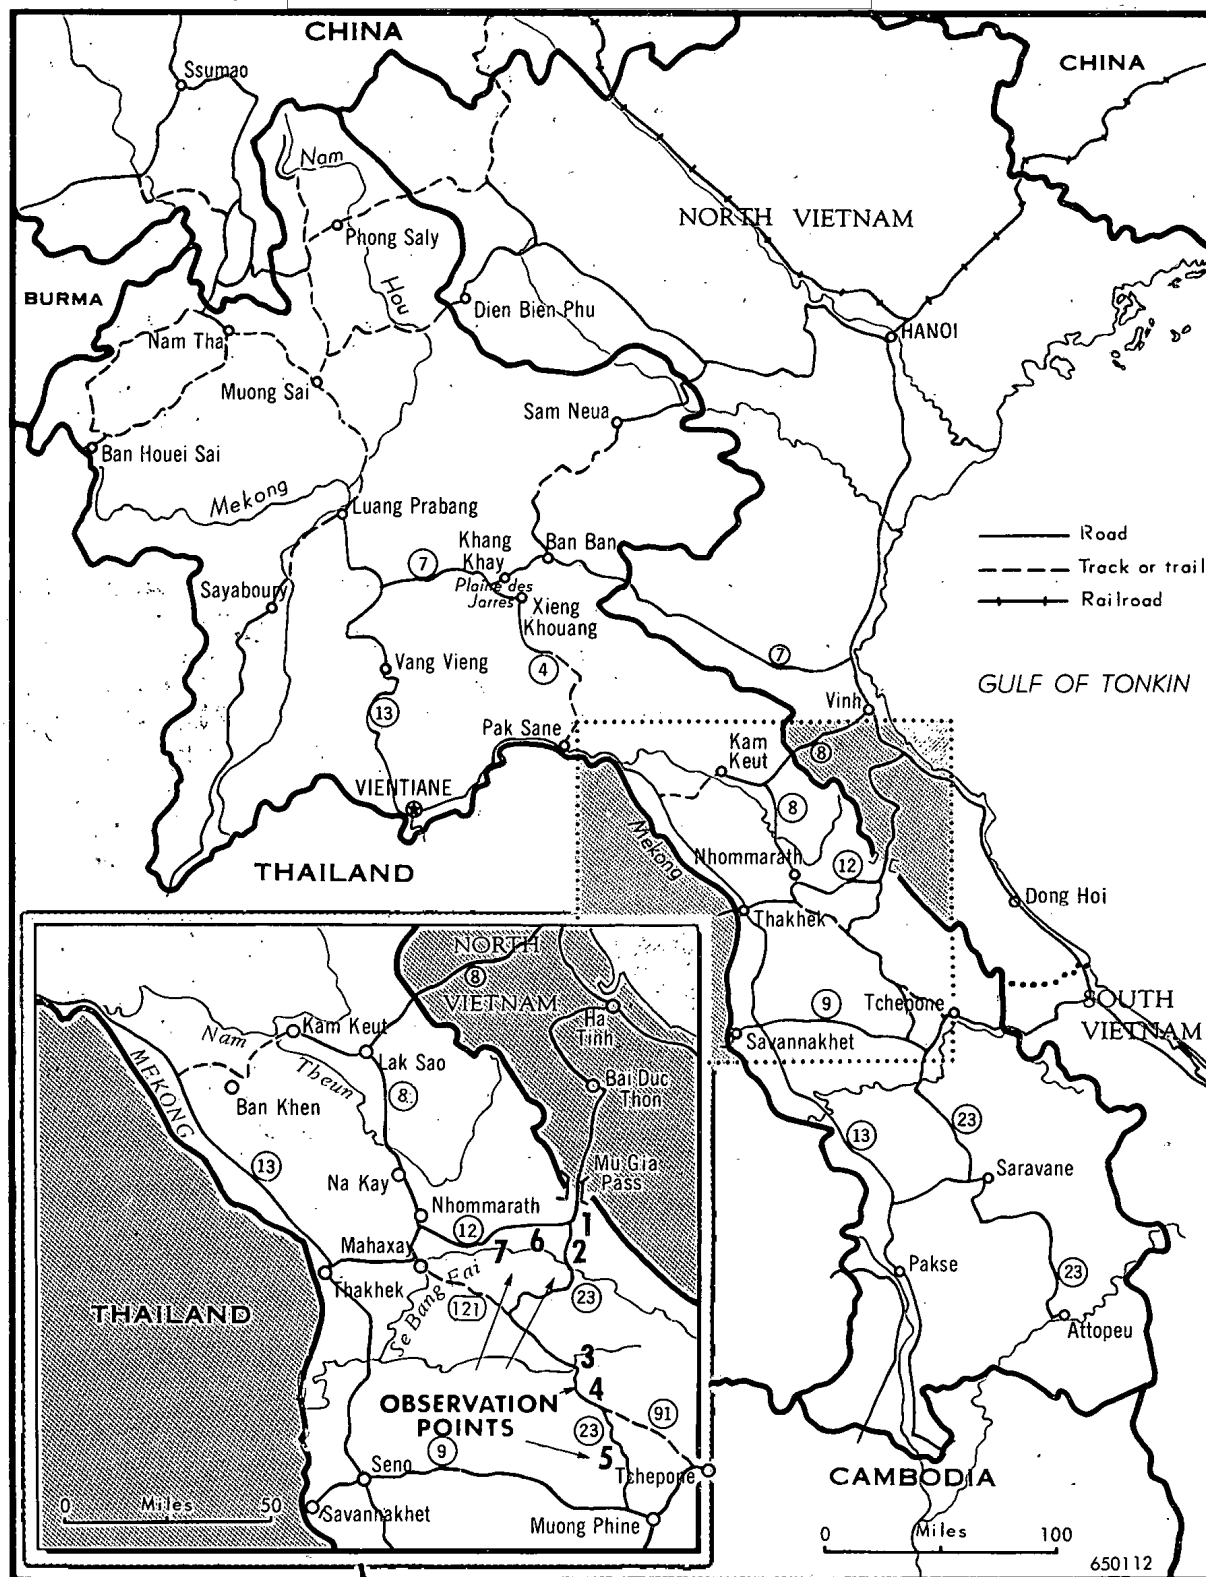 CHINA
CHINA
Ssumao
Nam
Hou
Phong Saly
NORTH VIETNAM
BURMA
Nam Tha
Dien Bien Phu
HANOI
Muong Sai
Sam Neua
Ban Houei Sai
Mekong
Luang Prabang
Khang
Khay
Ban Ban
7
Plaine des
Jarres
Road
Track or trail
Railroad
Sayaboury
Xieng
Khouang
4
7
Vang Vieng
13
GULF OF TONKIN
Vinh
Pak Sane
Kam
Keut
8
8
VIENTIANE
Mekong
Nhommarath
12
THAILAND
Thakhek
Dong Hoi
9
Tchepone
Savannakhet
SOUTH
VIETNAM
13
23
Saravane
Pakse
23
Attopeu
CAMBODIA
0 Miles 100
650112
NORTH
VIETNAM
8
Ha
Tinh
Kam Keut
Nam
Theun
Lak Sao
MEKONG
Ban Khen
8
Bai Duc
Thon
13
Na Kay
Mu Gia
Pass
Nhommarath
12
1
6
2
7
Mahaxay
Thakhek
Se Bang Fai
121
23
THAILAND
3
4
OBSERVATION
POINTS
91
23
5
9
Seno
Tchepone
0 Miles 50
Savannakhet
Muong Phine